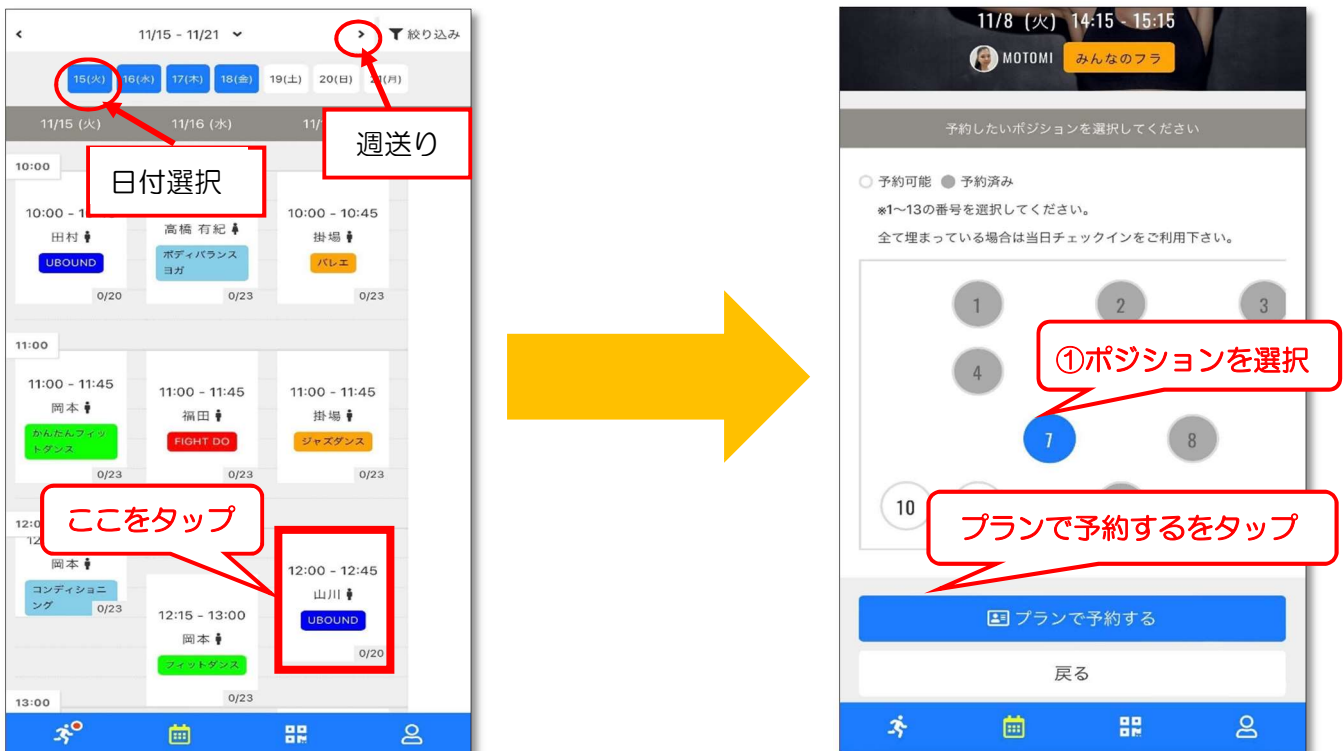 11/15 - 11/21
絞り込み
15(火)
16(水)
17(木)
18(金)
19(土)
20(日)
(月)
11/15 (火)
11/16 (水)
11/
週送り
日付選択
10:00
10:00 - 1
田村
UBOUND
0/20
高橋 有紀
ボディバランス
ヨガ
0/23
10:00 - 10:45
掛場
バレエ
0/23
11:00
11:00 - 11:45
岡本
かんたんフィッ
トダンス
0/23
11:00 - 11:45
福田
FIGHT DO
0/23
11:00 - 11:45
掛場
ジャズダンス
0/23
ここをタップ
12:0
12
岡本
コンディショニ
ング
0/23
12:15 - 13:00
岡本
フィットダンス
0/23
12:00 - 12:45
山川
UBOUND
0/20
13:00
11/8 (火) 14:15 - 15:15
MOTOMI
みんなのフラ
予約したいポジションを選択してください
予約可能
予約済み
※1〜13の番号を選択してください。
全て埋まっている場合は当日チェックインをご利用下さい。
1
2
3
4
①ポジションを選択
7
8
10
プランで予約するをタップ
プランで予約する
戻る